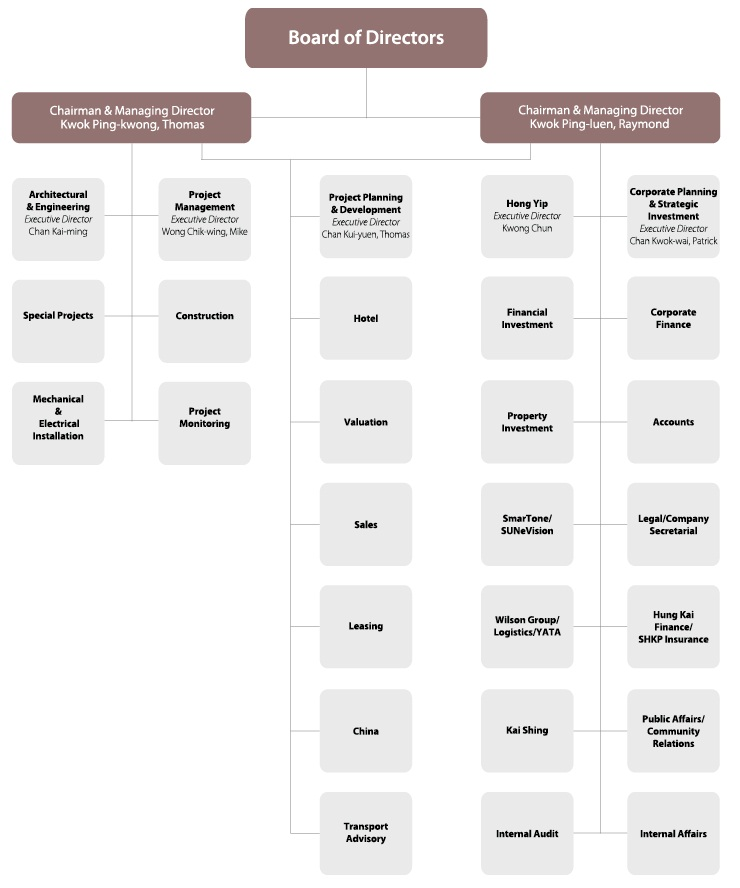 Board of Directors
Chairman & Managing Director
Kwok Ping-kwong, Thomas
Chairman & Managing Director
Kwok Ping-luen, Raymond
Architectural
& Engineering
Executive Director
Chan Kai-ming
Project
Management
Executive Director
Wong Chik-wing, Mike
Project Planning
& Development
Executive Director
Chan Kui-yuen, Thomas
Hong Yip
Executive Director
Kwong Chun
Corporate Planning
& Strategic
Investment
Executive Director
Chan Kwok-wai, Patrick
Special Projects
Construction
Hotel
Financial
Investment
Corporate
Finance
Mechanical
&
Electrical
Installation
Project
Monitoring
Valuation
Property
Investment
Accounts
Sales
SmarTone/
SUNeVision
Legal/Company
Secretarial
Leasing
Wilson Group/
Logistics/YATA
Hung Kai
Finance/
SHKP Insurance
China
Kai Shing
Public Affairs/
Community
Relations
Transport
Advisory
Internal Audit
Internal Affairs